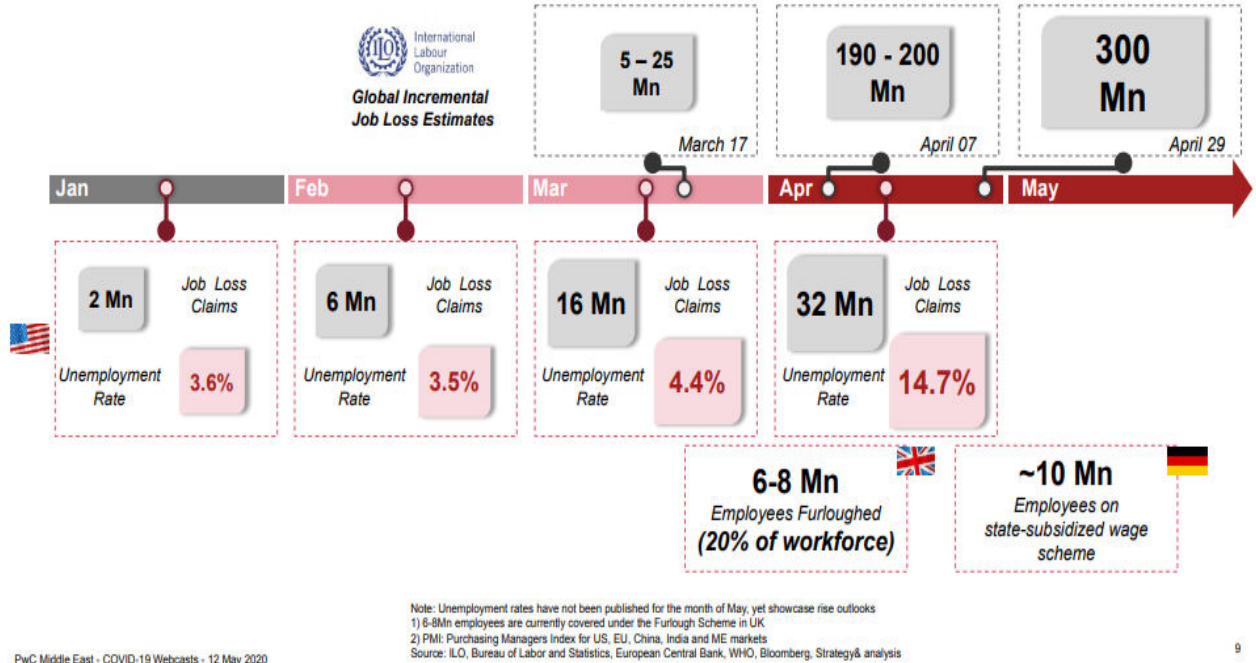 ILO
International
Labour
Organization
Global Incremental
Job Loss Estimates
5 – 25
Mn
March 17
190 - 200
Mn
April 07
300
Mn
April 29
Jan
Feb
Mar
Apr
May
2 Mn
Job Loss
Claims
Unemployment
Rate
3.6%
6 Mn
Job Loss
Claims
Unemployment
Rate
3.5%
16 Mn
Job Loss
Claims
Unemployment
Rate
4.4%
32 Mn
Job Loss
Claims
Unemployment
Rate
14.7%
6-8 Mn
Employees Furloughed
(20% of workforce)
~10 Mn
Employees on
state-subsidized wage
scheme
Note: Unemployment rates have not been published for the month of May, yet showcase rise outlooks
1) 6-8Mn employees are currently covered under the Furlough Scheme in UK
2) PMI: Purchasing Managers Index for US, EU, China, India and ME markets
Source: ILO, Bureau of Labor and Statistics, European Central Bank, WHO, Bloomberg, Strategy& analysis
PwC Middle East - COVID-19 Webcasts - 12 May 2020
9